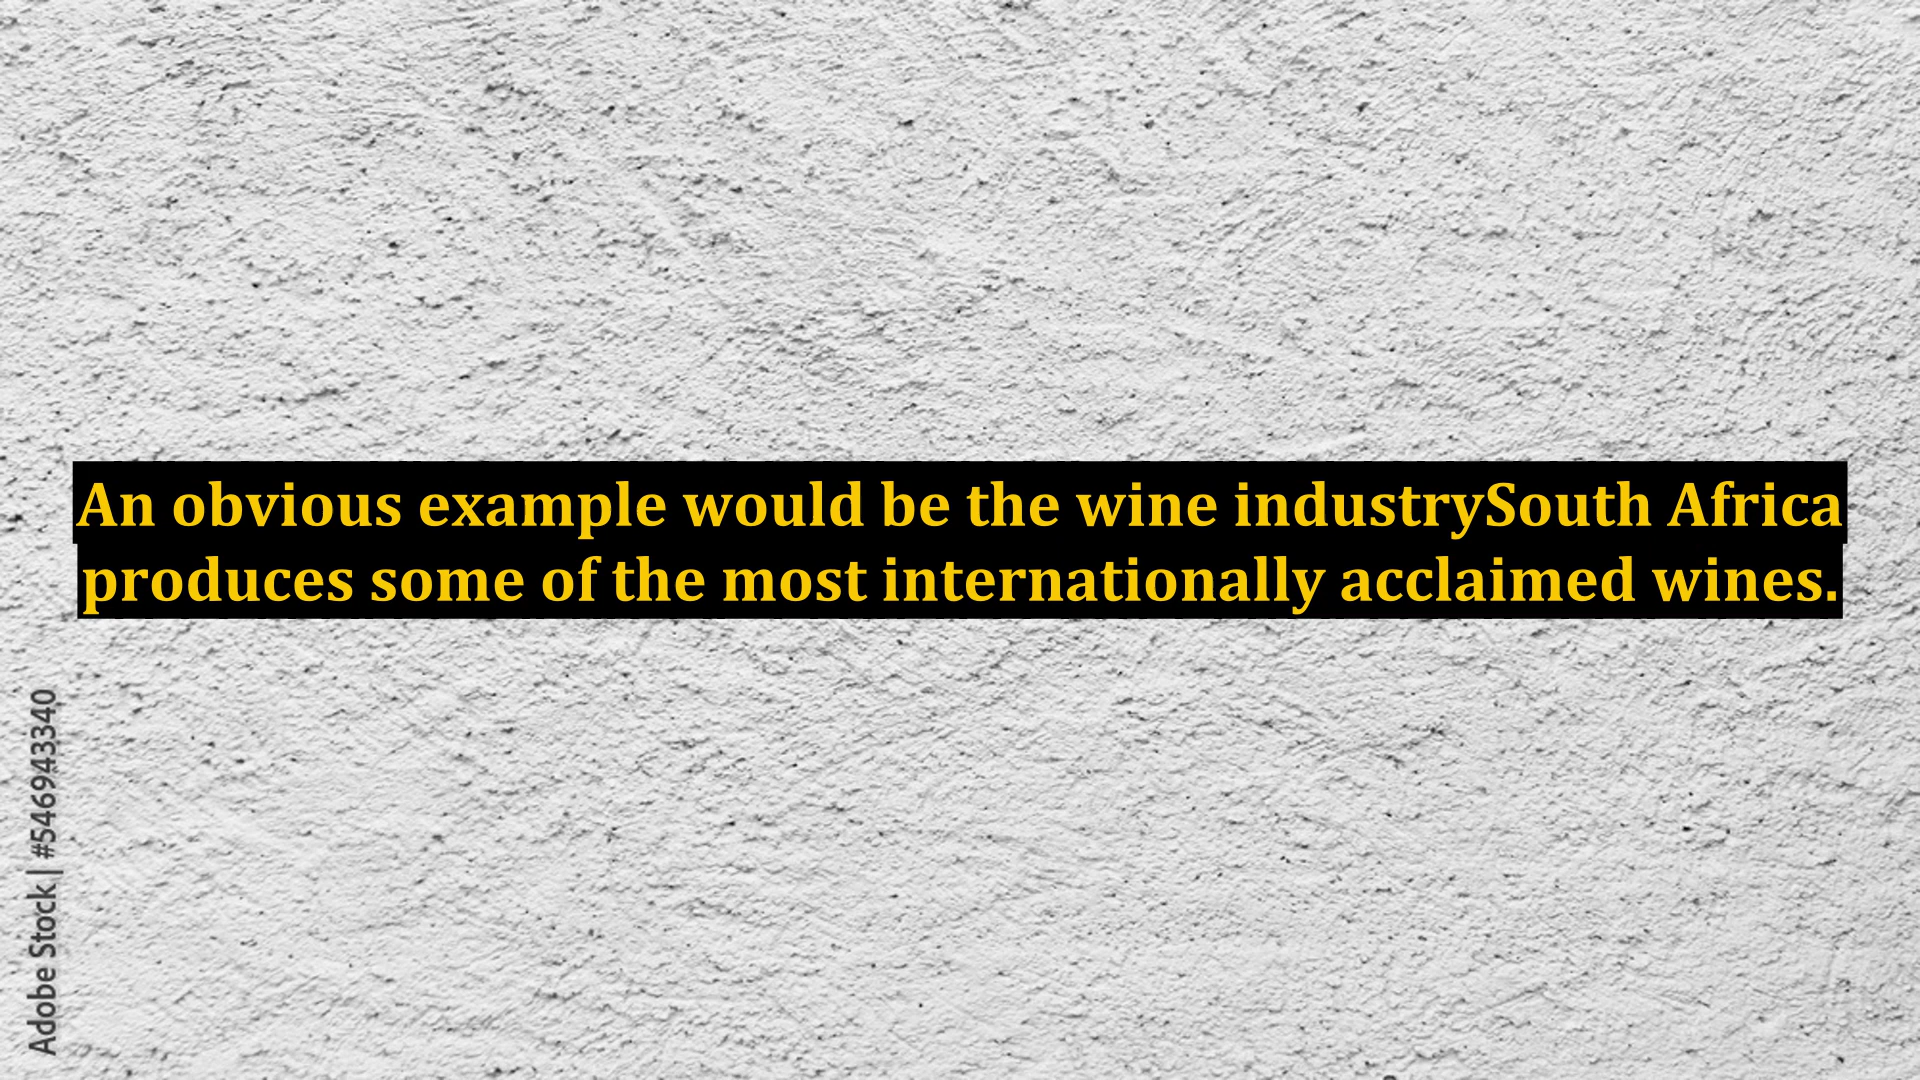 An obvious example would be the wine industrySouth Africa
produces some of the most internationally acclaimed wines.
Adobe Stock | #546943340